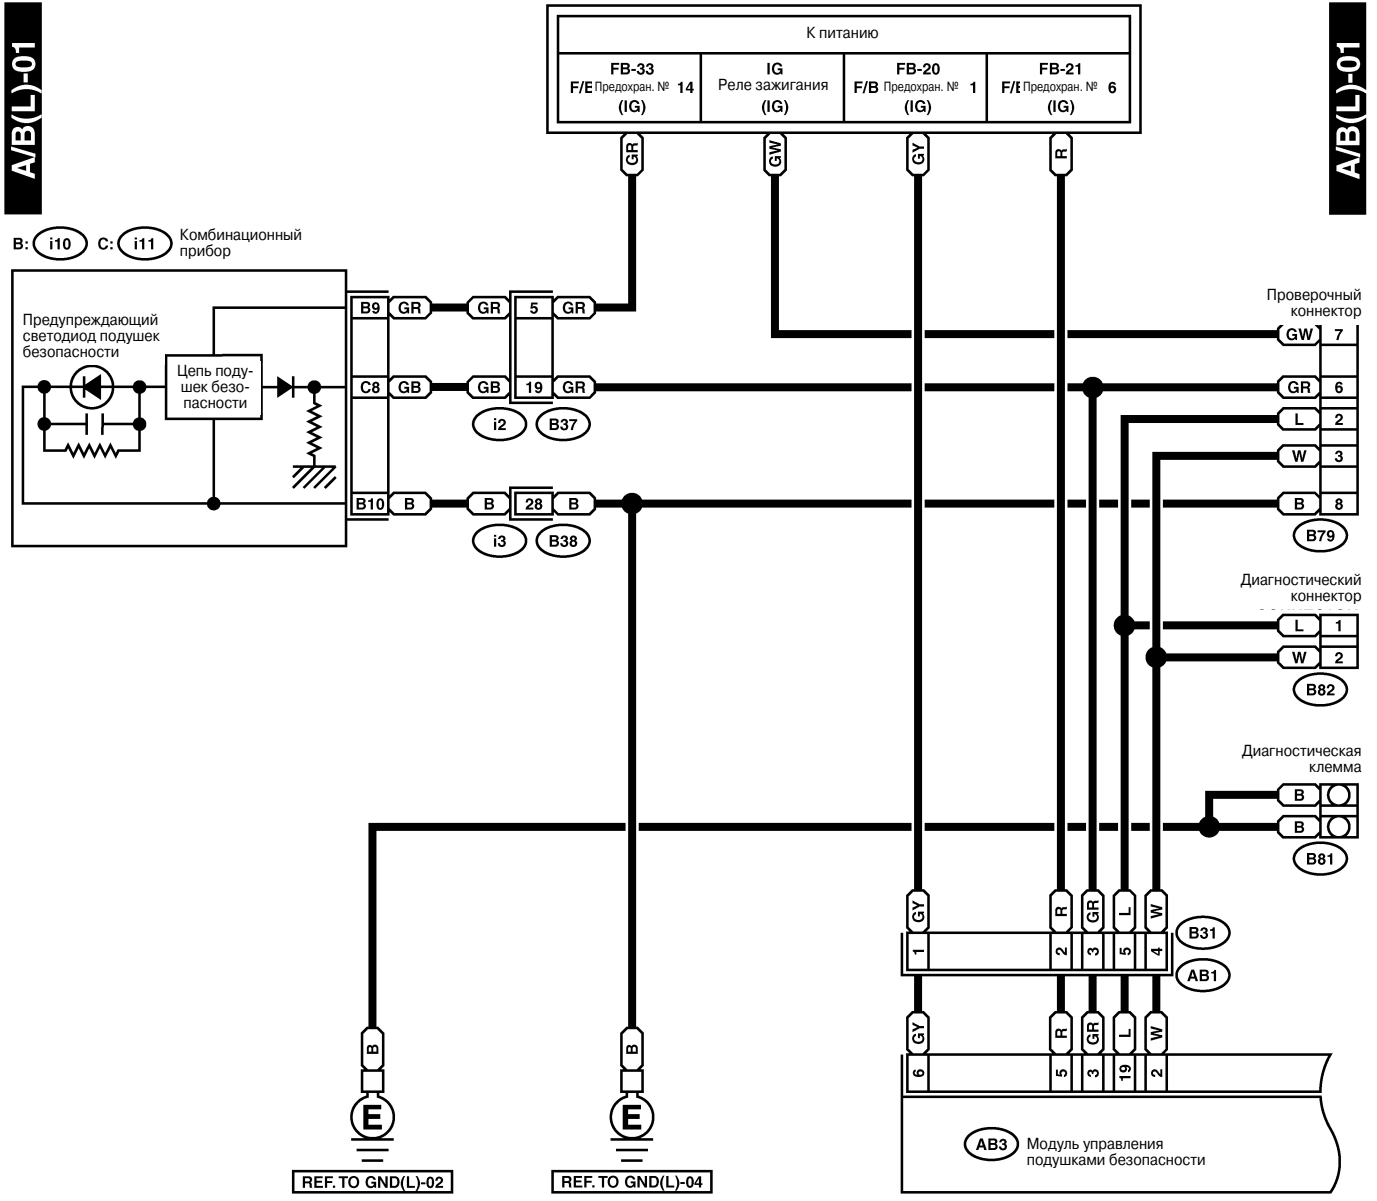 A/B(L)-01
A/B(L)-01
К питанию
FB-33
F/E Предохран. № 14
(IG)
IG
Реле зажигания
(IG)
FB-20
F/B Предохран. № 1
(IG)
FB-21
F/E Предохран. № 6
(IG)
GR
GW
GY
R
B: i10 C: i11 Комбинационный
прибор
Предупреждающий
светодиод подушек
безопасности
Цепь поду-
шек безо-
пасности
B9 GR GR 5 GR
C8 GB GB 19 GR
i2 B37
B10 B B 28 B
i3 B38
Проверочный
коннектор
GW 7
GR 6
L 2
W 3
B 8
B79
Диагностический
коннектор
L 1
W 2
B82
Диагностическая
клемма
B
B
B81
GY R GR L W
1 2 3 5 4
B31
AB1
GY R GR L W
6 5 3 19 2
AB3 Модуль управления
подушками безопасности
B
E
REF. TO GND(L)-02
B
E
REF. TO GND(L)-04